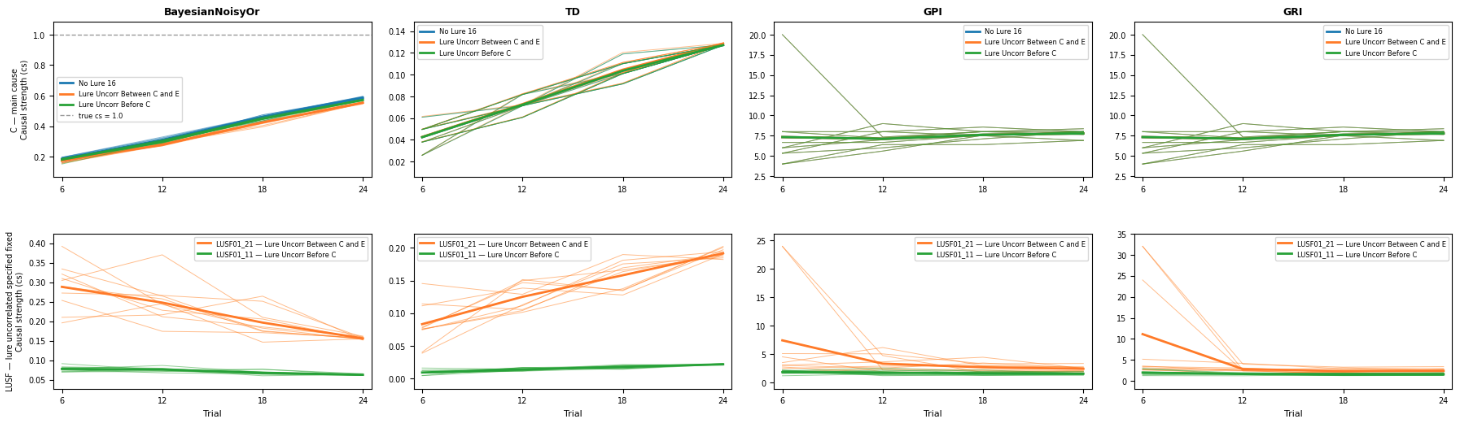 BayesianNoisyOr
TD
GPI
GRI
C — main cause
Causal strength (cs)
1.0
0.8
0.6
0.4
0.2
No Lure 16
Lure Uncorr Between C and E
Lure Uncorr Before C
true cs = 1.0
6
12
18
24
0.14
0.12
0.10
0.08
0.06
0.04
0.02
No Lure 16
Lure Uncorr Between C and E
Lure Uncorr Before C
6
12
18
24
20.0
17.5
15.0
12.5
10.0
7.5
5.0
2.5
No Lure 16
Lure Uncorr Between C and E
Lure Uncorr Before C
6
12
18
24
20.0
17.5
15.0
12.5
10.0
7.5
5.0
2.5
No Lure 16
Lure Uncorr Between C and E
Lure Uncorr Before C
6
12
18
24
LUSF — lure uncorrelated specified fixed
Causal strength (cs)
0.40
0.35
0.30
0.25
0.20
0.15
0.10
0.05
LUSF01_21 — Lure Uncorr Between C and E
LUSF01_11 — Lure Uncorr Before C
6
12
18
24
Trial
0.20
0.15
0.10
0.05
0.00
LUSF01_21 — Lure Uncorr Between C and E
LUSF01_11 — Lure Uncorr Before C
6
12
18
24
Trial
25
20
15
10
5
0
LUSF01_21 — Lure Uncorr Between C and E
LUSF01_11 — Lure Uncorr Before C
6
12
18
24
Trial
35
30
25
20
15
10
5
0
LUSF01_21 — Lure Uncorr Between C and E
LUSF01_11 — Lure Uncorr Before C
6
12
18
24
Trial